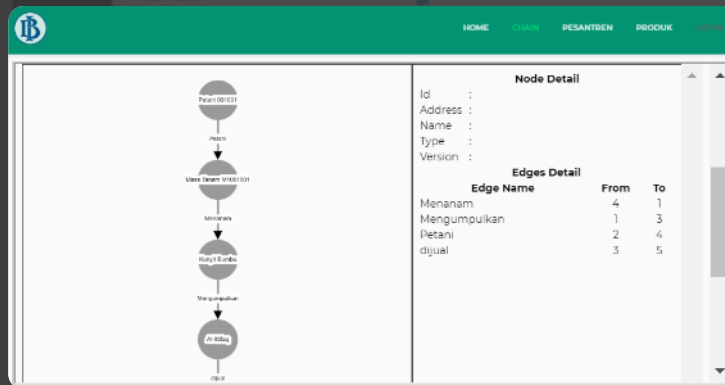 HOME CHAIN PESANTREN PRODUK
Petani 001001
Petani
Masa Tanam MT001001
Menanam
Kunyit Bumbu
Mengumpulkan
dijual
Node Detail
Id :
Address :
Name :
Type :
Version :
Edges Detail
Edge Name From To
Menanam 4 1
Mengumpulkan 1 3
Petani 2 4
dijual 3 5